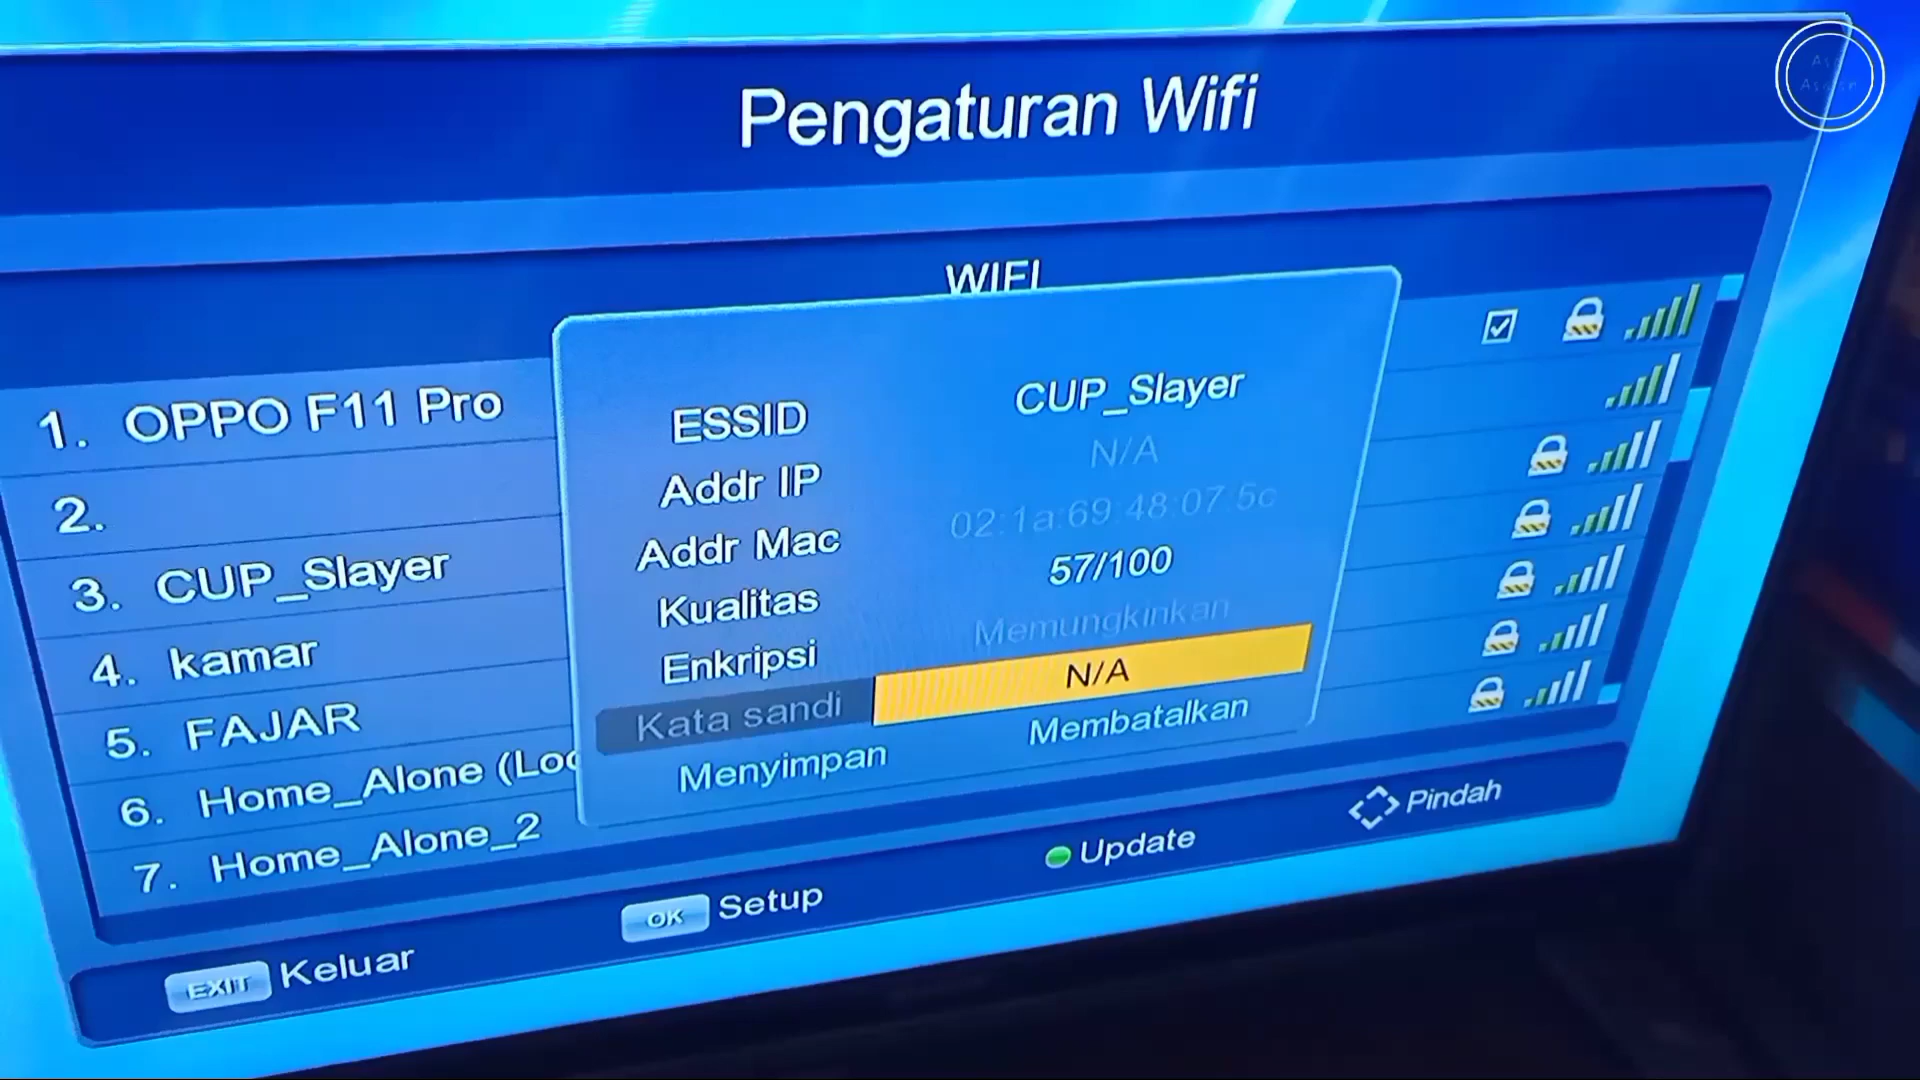 Pengaturan Wifi
WIFI
1. OPPO F11 Pro
2.
3. CUP_Slayer
4. kamar
5. FAJAR
6. Home_Alone (Loc
7. Home_Alone_2
ESSID CUP_Slayer
Addr IP N/A
Addr Mac 02:1a:69:48:07:5c
Kualitas 57/100
Enkripsi Memungkinkan
Kata sandi N/A
Menyimpan Membatalkan
EXIT Keluar OK Setup Update Pindah